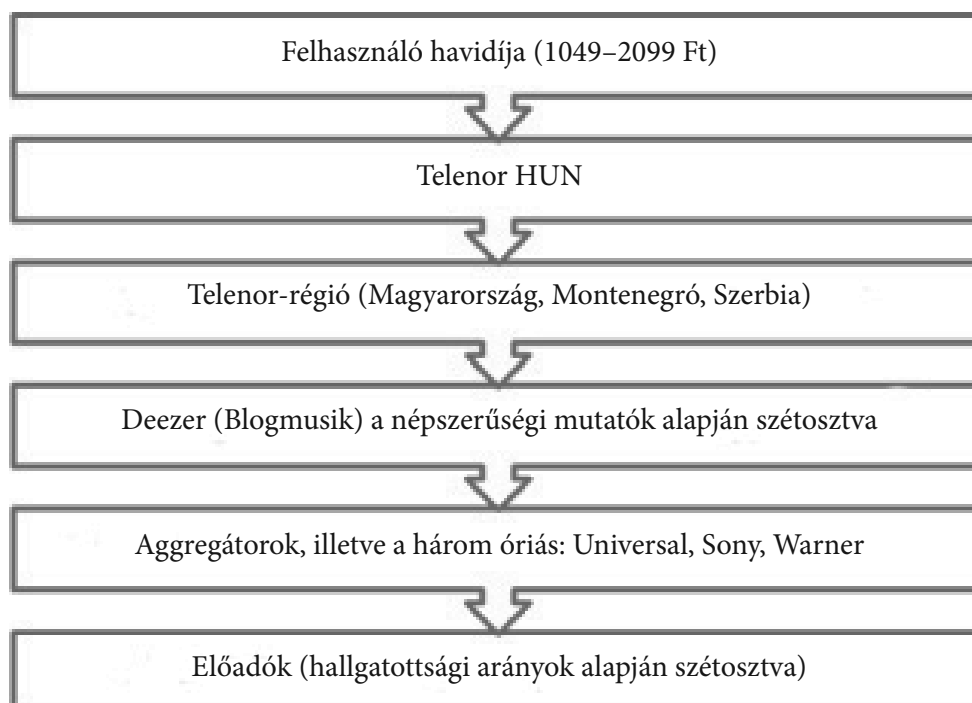 Felhasználó havidíja (1049–2099 Ft)
Telenor HUN
Telenor-régió (Magyarország, Montenegró, Szerbia)
Deezer (Blogmusik) a népszerűségi mutatók alapján szétosztva
Aggregátorok, illetve a három óriás: Universal, Sony, Warner
Előadók (hallgatottsági arányok alapján szétosztva)